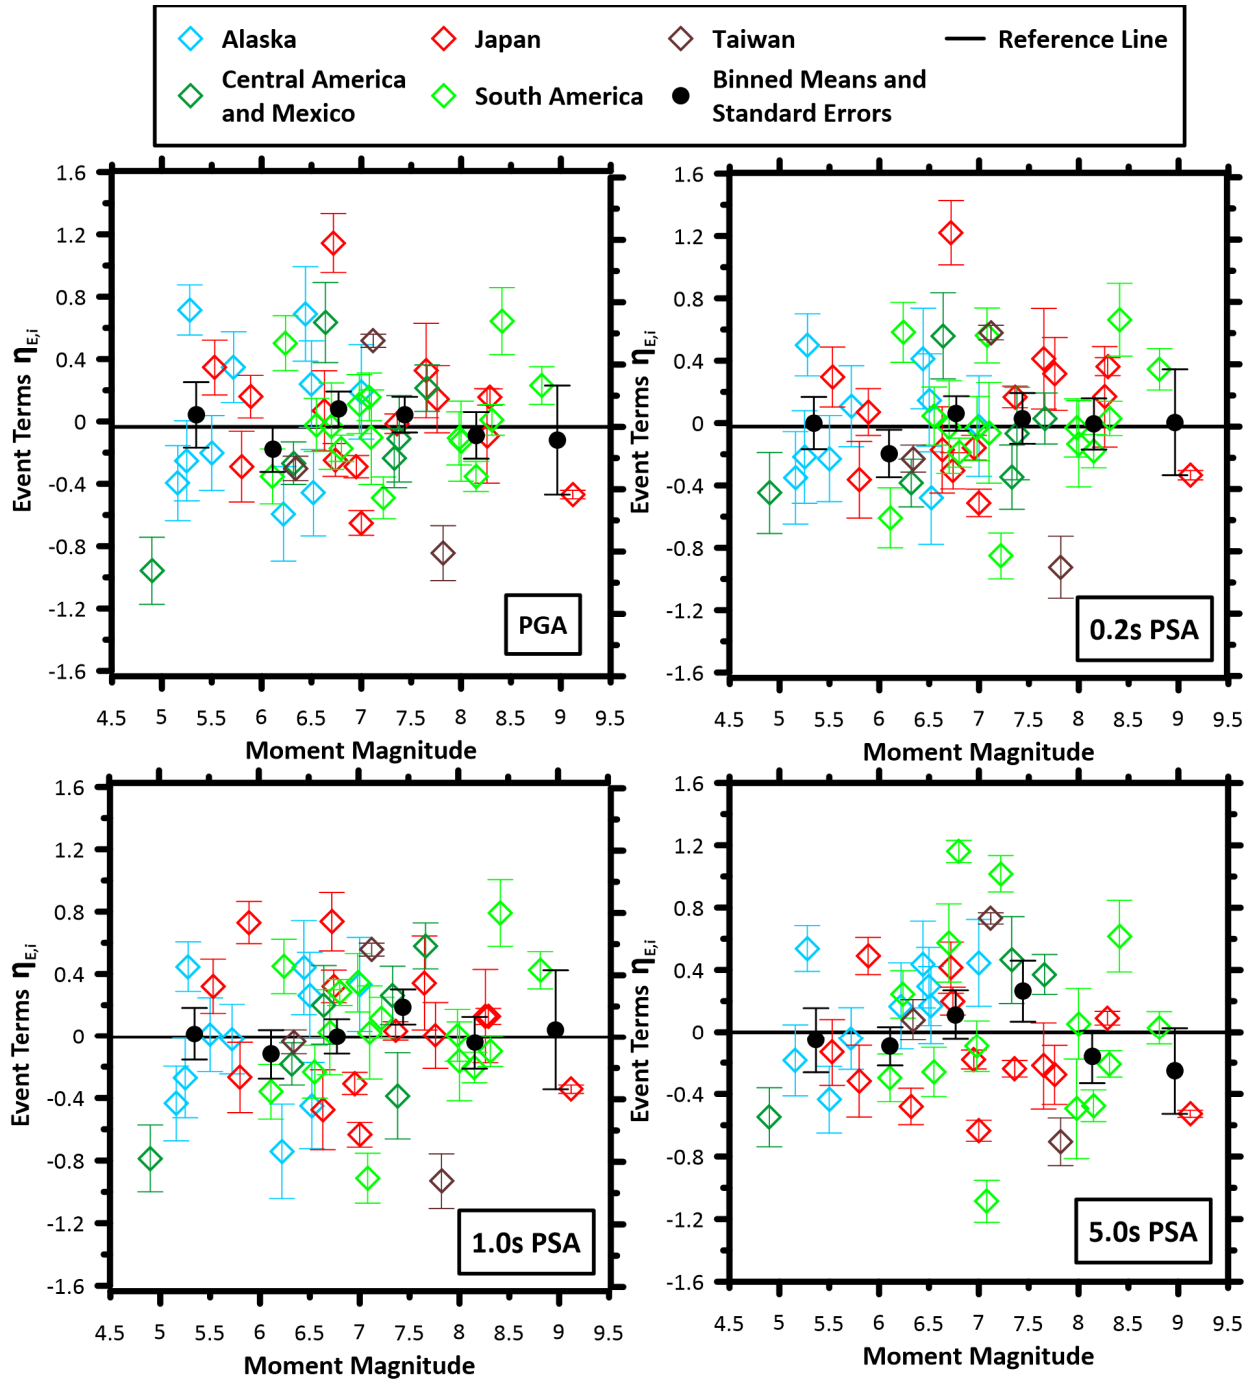 Alaska Japan Taiwan Reference Line
Central America and Mexico South America Binned Means and Standard Errors
1.6 1.2 0.8 0.4 0 -0.4 -0.8 -1.2 -1.6
Event Terms η_E,i
PGA
4.5 5 5.5 6 6.5 7 7.5 8 8.5 9 9.5
Moment Magnitude
1.6 1.2 0.8 0.4 0 -0.4 -0.8 -1.2 -1.6
Event Terms η_E,i
0.2s PSA
4.5 5 5.5 6 6.5 7 7.5 8 8.5 9 9.5
Moment Magnitude
1.6 1.2 0.8 0.4 0 -0.4 -0.8 -1.2 -1.6
Event Terms η_E,i
1.0s PSA
4.5 5 5.5 6 6.5 7 7.5 8 8.5 9 9.5
Moment Magnitude
1.6 1.2 0.8 0.4 0 -0.4 -0.8 -1.2 -1.6
Event Terms η_E,i
5.0s PSA
4.5 5 5.5 6 6.5 7 7.5 8 8.5 9 9.5
Moment Magnitude